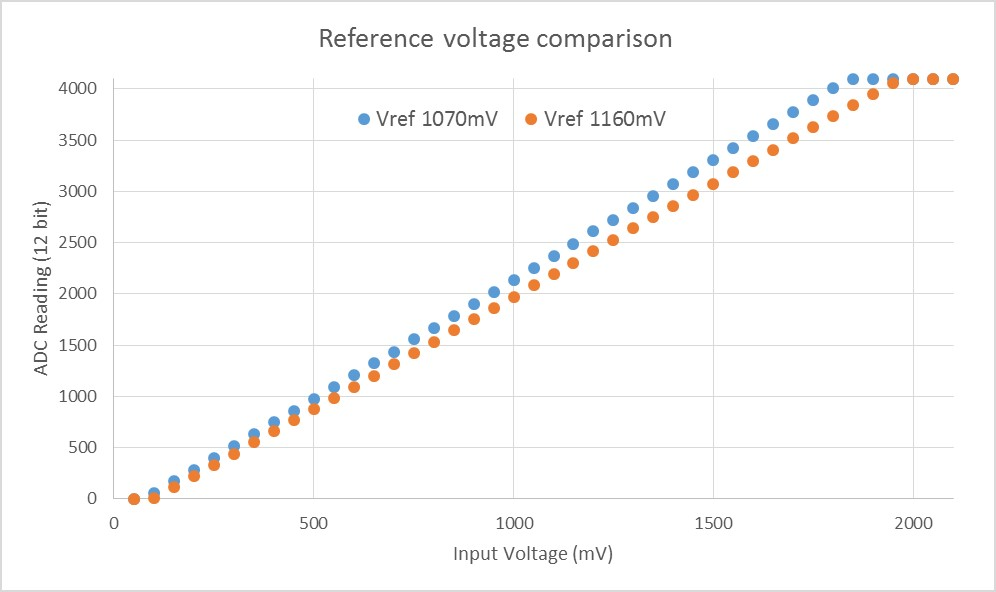 Reference voltage comparison
Vref 1070mV Vref 1160mV
ADC Reading (12 bit)
4000
3500
3000
2500
2000
1500
1000
500
0
0 500 1000 1500 2000
Input Voltage (mV)